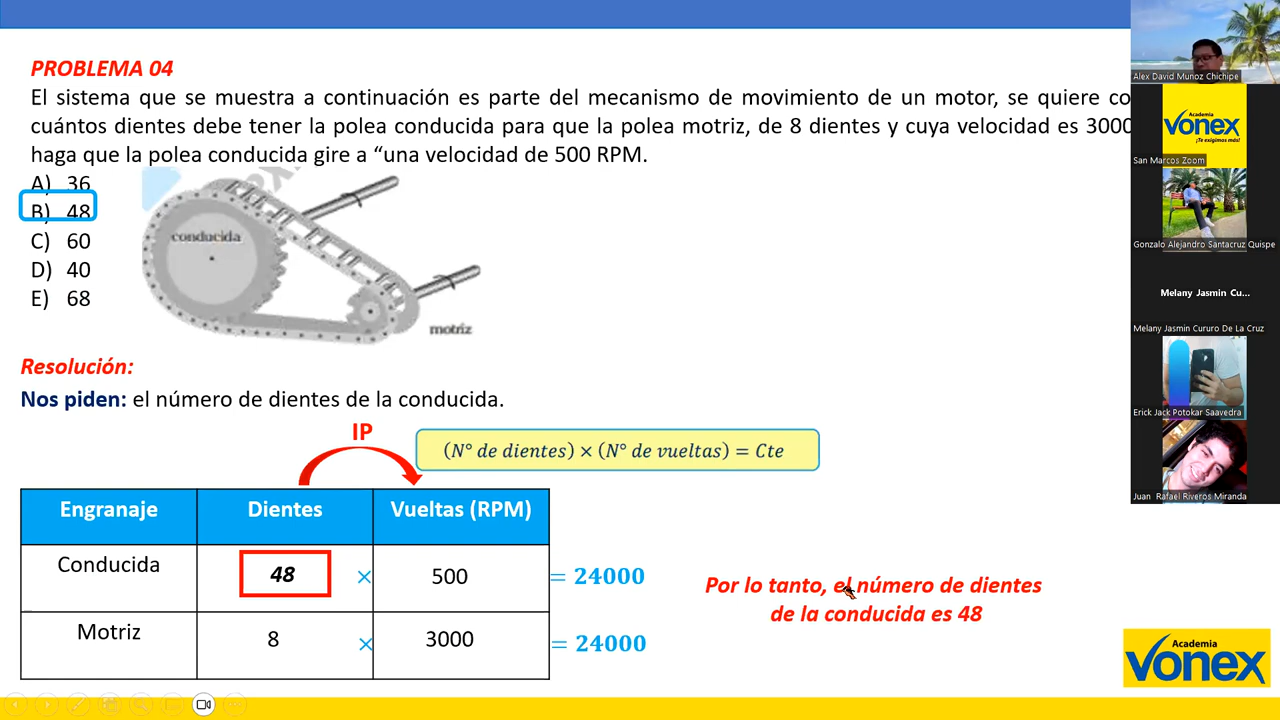 PROBLEMA 04
El sistema que se muestra a continuación es parte del mecanismo de movimiento de un motor, se quiere co
cuántos dientes debe tener la polea conducida para que la polea motriz, de 8 dientes y cuya velocidad es 3000
haga que la polea conducida gire a “una velocidad de 500 RPM.
A) 36
B) 48
C) 60
D) 40
E) 68
conducida
motriz
Resolución:
Nos piden: el número de dientes de la conducida.
IP
(N° de dientes) × (N° de vueltas) = Cte
Engranaje Dientes Vueltas (RPM)
Conducida 48 × 500 = 24000
Motriz 8 × 3000 = 24000
Por lo tanto, el número de dientes
de la conducida es 48
Academia
VONEX
Alex David Munoz Chichipe
Academia
VONEX
¡Te exigimos más!
San Marcos Zoom
Gonzalo Alejandro Santacruz Quispe
Melany Jasmin Cu...
Melany Jasmin Cururo De La Cruz
Erick Jack Potokar Saavedra
Juan Rafael Riveros Miranda